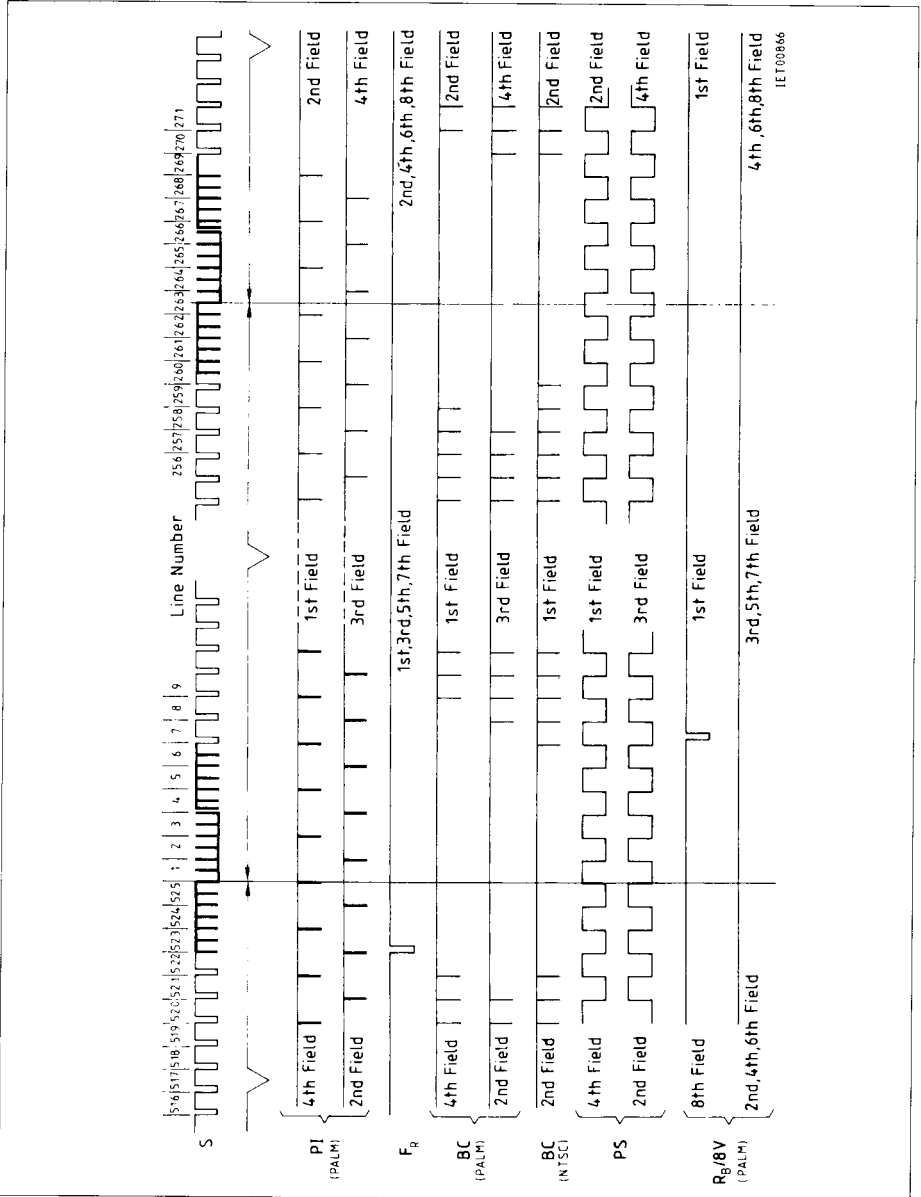 Line Number
516 517 518 519 520 521 522 523 524 525 1 2 3 4 5 6 7 8 9
256 257 258 259 260 261 262 263 264 265 266 267 268 269 270 271
S
PI
(PALM)
4th Field 1st Field 2nd Field
2nd Field 3rd Field 4th Field
FR
1st,3rd,5th,7th Field 2nd,4th,6th,8th Field
BC
(PALM)
4th Field 1st Field 2nd Field
2nd Field 3rd Field 4th Field
BC
(NTSC)
2nd Field 1st Field 2nd Field
PS
4th Field 1st Field 2nd Field
2nd Field 3rd Field 4th Field
RB/8V
(PALM)
8th Field 1st Field 1st Field
2nd,4th,6th Field 3rd,5th,7th Field 4th,6th,8th Field
IET00866